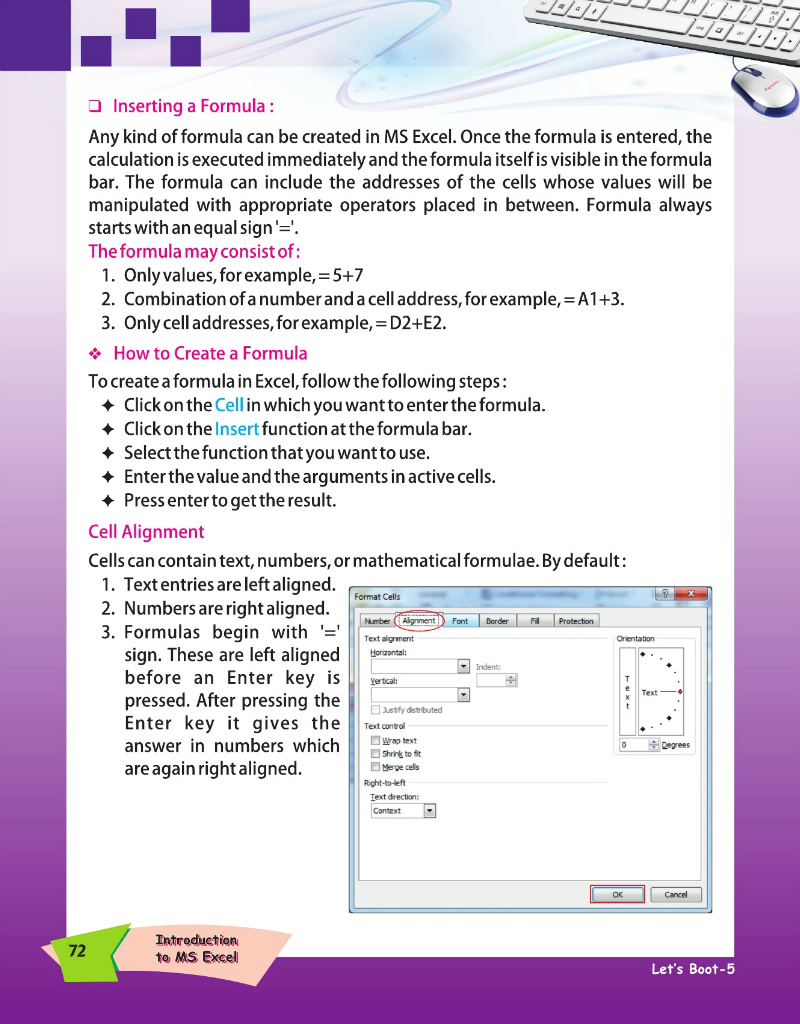 ❑ Inserting a Formula :
Any kind of formula can be created in MS Excel. Once the formula is entered, the
calculation is executed immediately and the formula itself is visible in the formula
bar. The formula can include the addresses of the cells whose values will be
manipulated with appropriate operators placed in between. Formula always
starts with an equal sign '='.
The formula may consist of :
1. Only values, for example, = 5+7
2. Combination of a number and a cell address, for example, = A1+3.
3. Only cell addresses, for example, = D2+E2.
❖ How to Create a Formula
To create a formula in Excel, follow the following steps :
✦ Click on the Cell in which you want to enter the formula.
✦ Click on the Insert function at the formula bar.
✦ Select the function that you want to use.
✦ Enter the value and the arguments in active cells.
✦ Press enter to get the result.
Cell Alignment
Cells can contain text, numbers, or mathematical formulae. By default :
1. Text entries are left aligned.
2. Numbers are right aligned.
3. Formulas begin with '='
sign. These are left aligned
before an Enter key is
pressed. After pressing the
Enter key it gives the
answer in numbers which
are again right aligned.
Format Cells
Number Alignment Font Border Fill Protection
Text alignment
Horizontal:
Indent:
Vertical:
Justify distributed
Text control
Wrap text
Shrink to fit
Merge cells
Right-to-left
Text direction:
Context
Orientation
Text
Text
0 Degrees
OK Cancel
72
Introduction
to MS Excel
Let's Boot-5